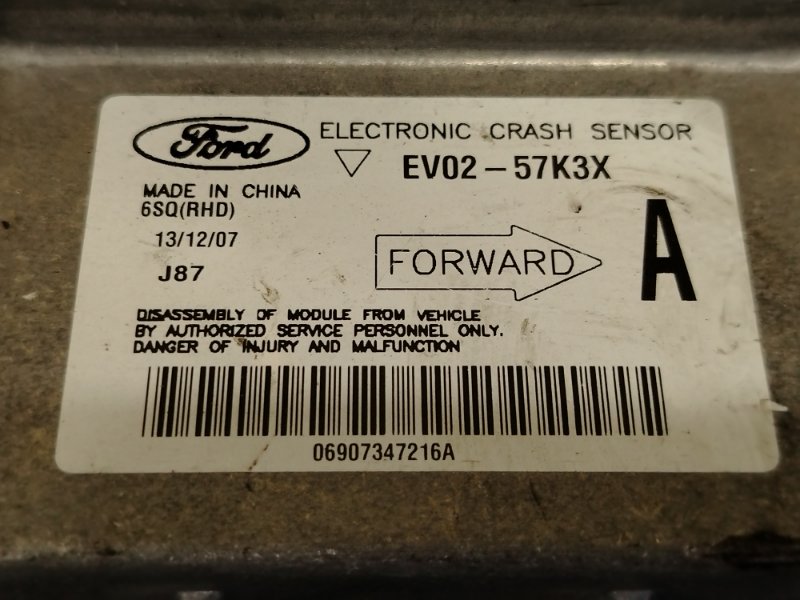 Ford
ELECTRONIC CRASH SENSOR
EV02-57K3X
MADE IN CHINA
6SQ(RHD)
13/12/07
J87
FORWARD
A
DISASSEMBLY OF MODULE FROM VEHICLE
BY AUTHORIZED SERVICE PERSONNEL ONLY.
DANGER OF INJURY AND MALFUNCTION
06907347216A